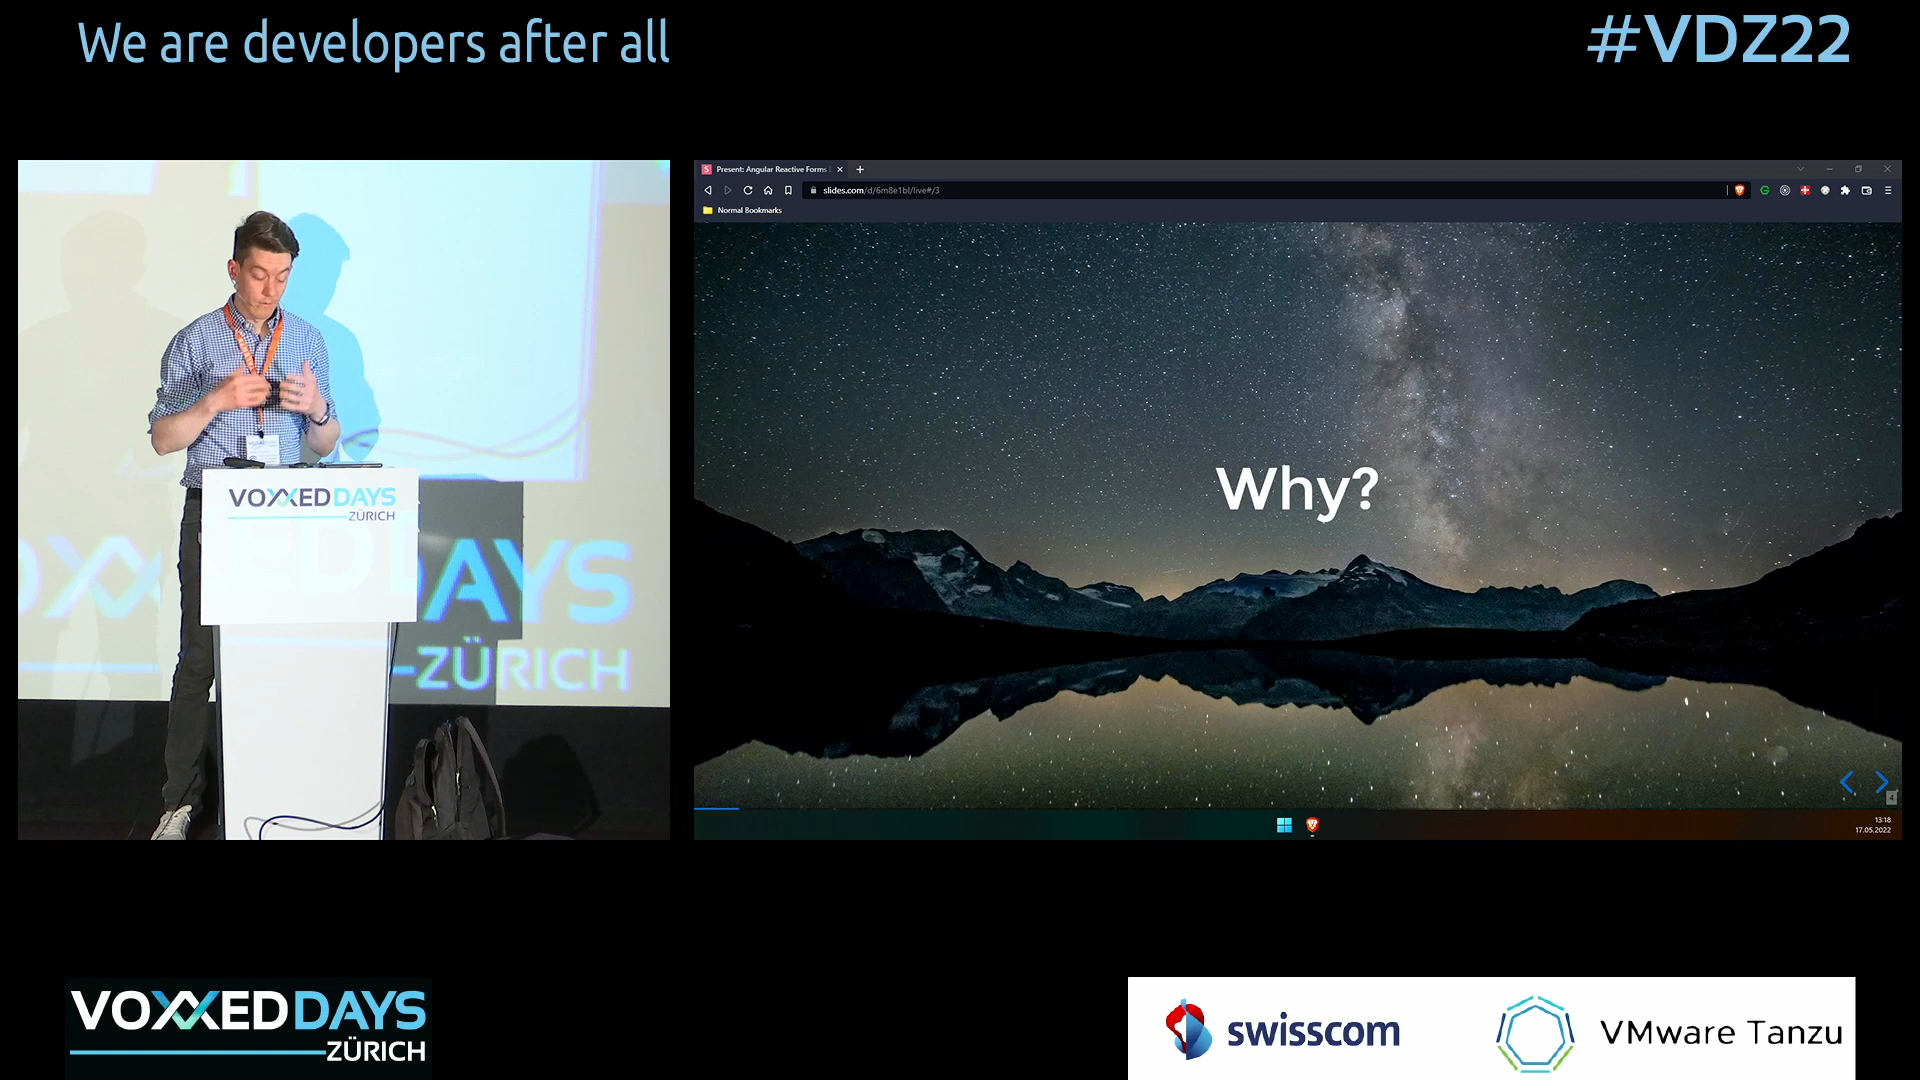 We are developers after all
#VDZ22
Present: Angular Reactive Forms
slides.com/d/6m8e1bl/live#/3
Normal Bookmarks
Why?
4
13:18
17.05.2022
VOXXED DAYS
ZÜRICH
DAYS
ZÜRICH
VOXXED DAYS
ZÜRICH
swisscom
VMware Tanzu